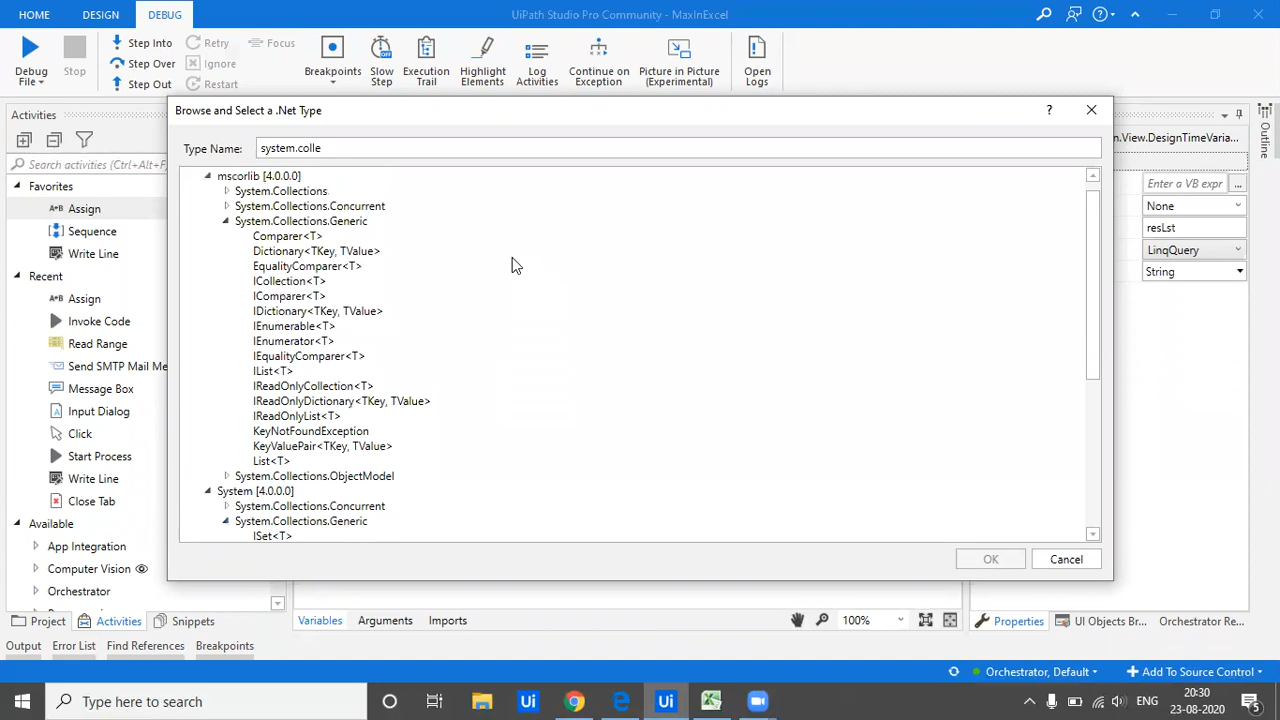 HOME
DESIGN
DEBUG
UiPath Studio Pro Community - MaxInExcel
Debug
File
Stop
Step Into
Step Over
Step Out
Retry
Ignore
Restart
Focus
Breakpoints
Slow
Step
Execution
Trail
Highlight
Elements
Log
Activities
Continue on
Exception
Picture in Picture
(Experimental)
Open
Logs
Activities
Search activities (Ctrl+Alt+F)
Favorites
Assign
Sequence
Write Line
Recent
Assign
Invoke Code
Read Range
Send SMTP Mail Me
Message Box
Input Dialog
Click
Start Process
Write Line
Close Tab
Available
App Integration
Computer Vision
Orchestrator
Browse and Select a .Net Type
Type Name:
system.colle
mscorlib [4.0.0.0]
System.Collections
System.Collections.Concurrent
System.Collections.Generic
Comparer<T>
Dictionary<TKey, TValue>
EqualityComparer<T>
ICollection<T>
IComparer<T>
IDictionary<TKey, TValue>
IEnumerable<T>
IEnumerator<T>
IEqualityComparer<T>
IList<T>
IReadOnlyCollection<T>
IReadOnlyDictionary<TKey, TValue>
IReadOnlyList<T>
KeyNotFoundException
KeyValuePair<TKey, TValue>
List<T>
System.Collections.ObjectModel
System [4.0.0.0]
System.Collections.Concurrent
System.Collections.Generic
ISet<T>
OK
Cancel
n.View.DesignTimeVaria...
Enter a VB expr
...
None
resLst
LinqQuery
String
Outline
Project
Activities
Snippets
Variables
Arguments
Imports
100%
Properties
UI Objects Br...
Orchestrator Re...
Output
Error List
Find References
Breakpoints
Orchestrator, Default
Add To Source Control
Type here to search
Ui
Ui
ENG
20:30
23-08-2020
5